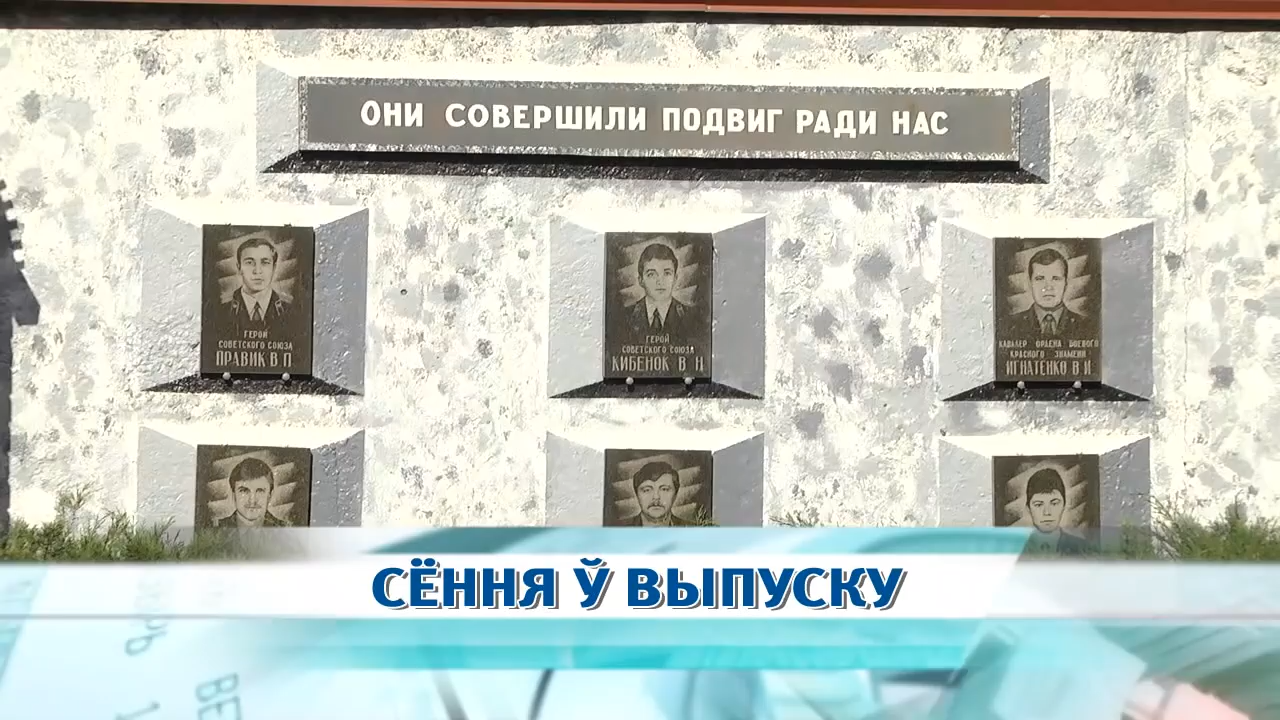 ОНИ СОВЕРШИЛИ ПОДВИГ РАДИ НАС
ГЕРОЙ
СОВЕТСКОГО СОЮЗА
ПРАВИК В П
ГЕРОЙ
СОВЕТСКОГО СОЮЗА
КИБЕНОК В Н
КАВАЛЕР ОРДЕНА БОЕВОГО
КРАСНОГО ЗНАМЕНИ
ИГНАТЕНКО В И
СЁННЯ Ў ВЫПУСКУ